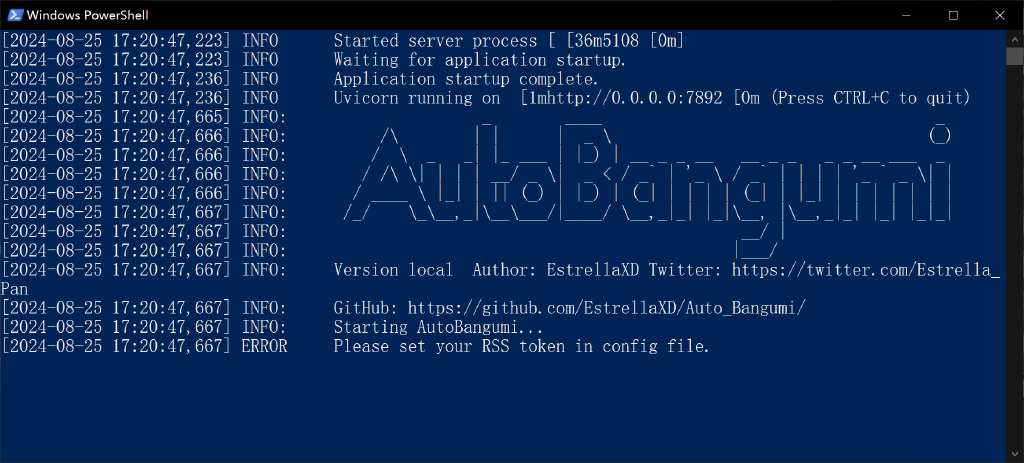 Windows PowerShell
[2024-08-25 17:20:47,223] INFO     Started server process [ [36m5108 [0m]
[2024-08-25 17:20:47,223] INFO     Waiting for application startup.
[2024-08-25 17:20:47,236] INFO     Application startup complete.
[2024-08-25 17:20:47,236] INFO     Uvicorn running on  [1mhttp://0.0.0.0:7892 [0m (Press CTRL+C to quit)
[2024-08-25 17:20:47,665] INFO:
[2024-08-25 17:20:47,666] INFO:
[2024-08-25 17:20:47,666] INFO:
[2024-08-25 17:20:47,666] INFO:
[2024-08-25 17:20:47,666] INFO:
AutoBangumi
[2024-08-25 17:20:47,667] INFO:
[2024-08-25 17:20:47,667] INFO:
[2024-08-25 17:20:47,667] INFO:
[2024-08-25 17:20:47,667] INFO:     Version local  Author: EstrellaXD Twitter: https://twitter.com/Estrella_
Pan
[2024-08-25 17:20:47,667] INFO:     GitHub: https://github.com/EstrellaXD/Auto_Bangumi/
[2024-08-25 17:20:47,667] INFO:     Starting AutoBangumi...
[2024-08-25 17:20:47,667] ERROR    Please set your RSS token in config file.